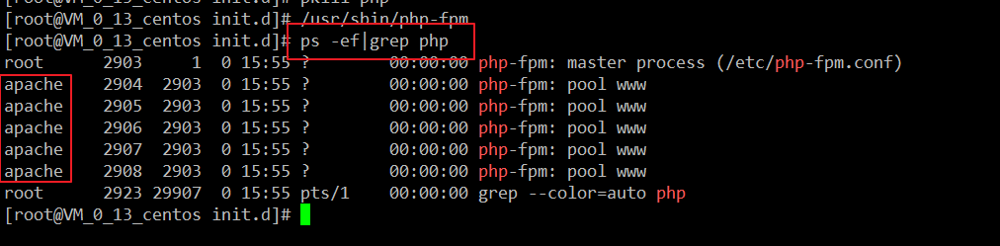 [root@VM_0_13_centos init.d]# pkill php
[root@VM_0_13_centos init.d]# /usr/sbin/php-fpm
[root@VM_0_13_centos init.d]# ps -ef|grep php
root 2903 1 0 15:55 ? 00:00:00 php-fpm: master process (/etc/php-fpm.conf)
apache 2904 2903 0 15:55 ? 00:00:00 php-fpm: pool www
apache 2905 2903 0 15:55 ? 00:00:00 php-fpm: pool www
apache 2906 2903 0 15:55 ? 00:00:00 php-fpm: pool www
apache 2907 2903 0 15:55 ? 00:00:00 php-fpm: pool www
apache 2908 2903 0 15:55 ? 00:00:00 php-fpm: pool www
root 2923 29907 0 15:55 pts/1 00:00:00 grep --color=auto php
[root@VM_0_13_centos init.d]#